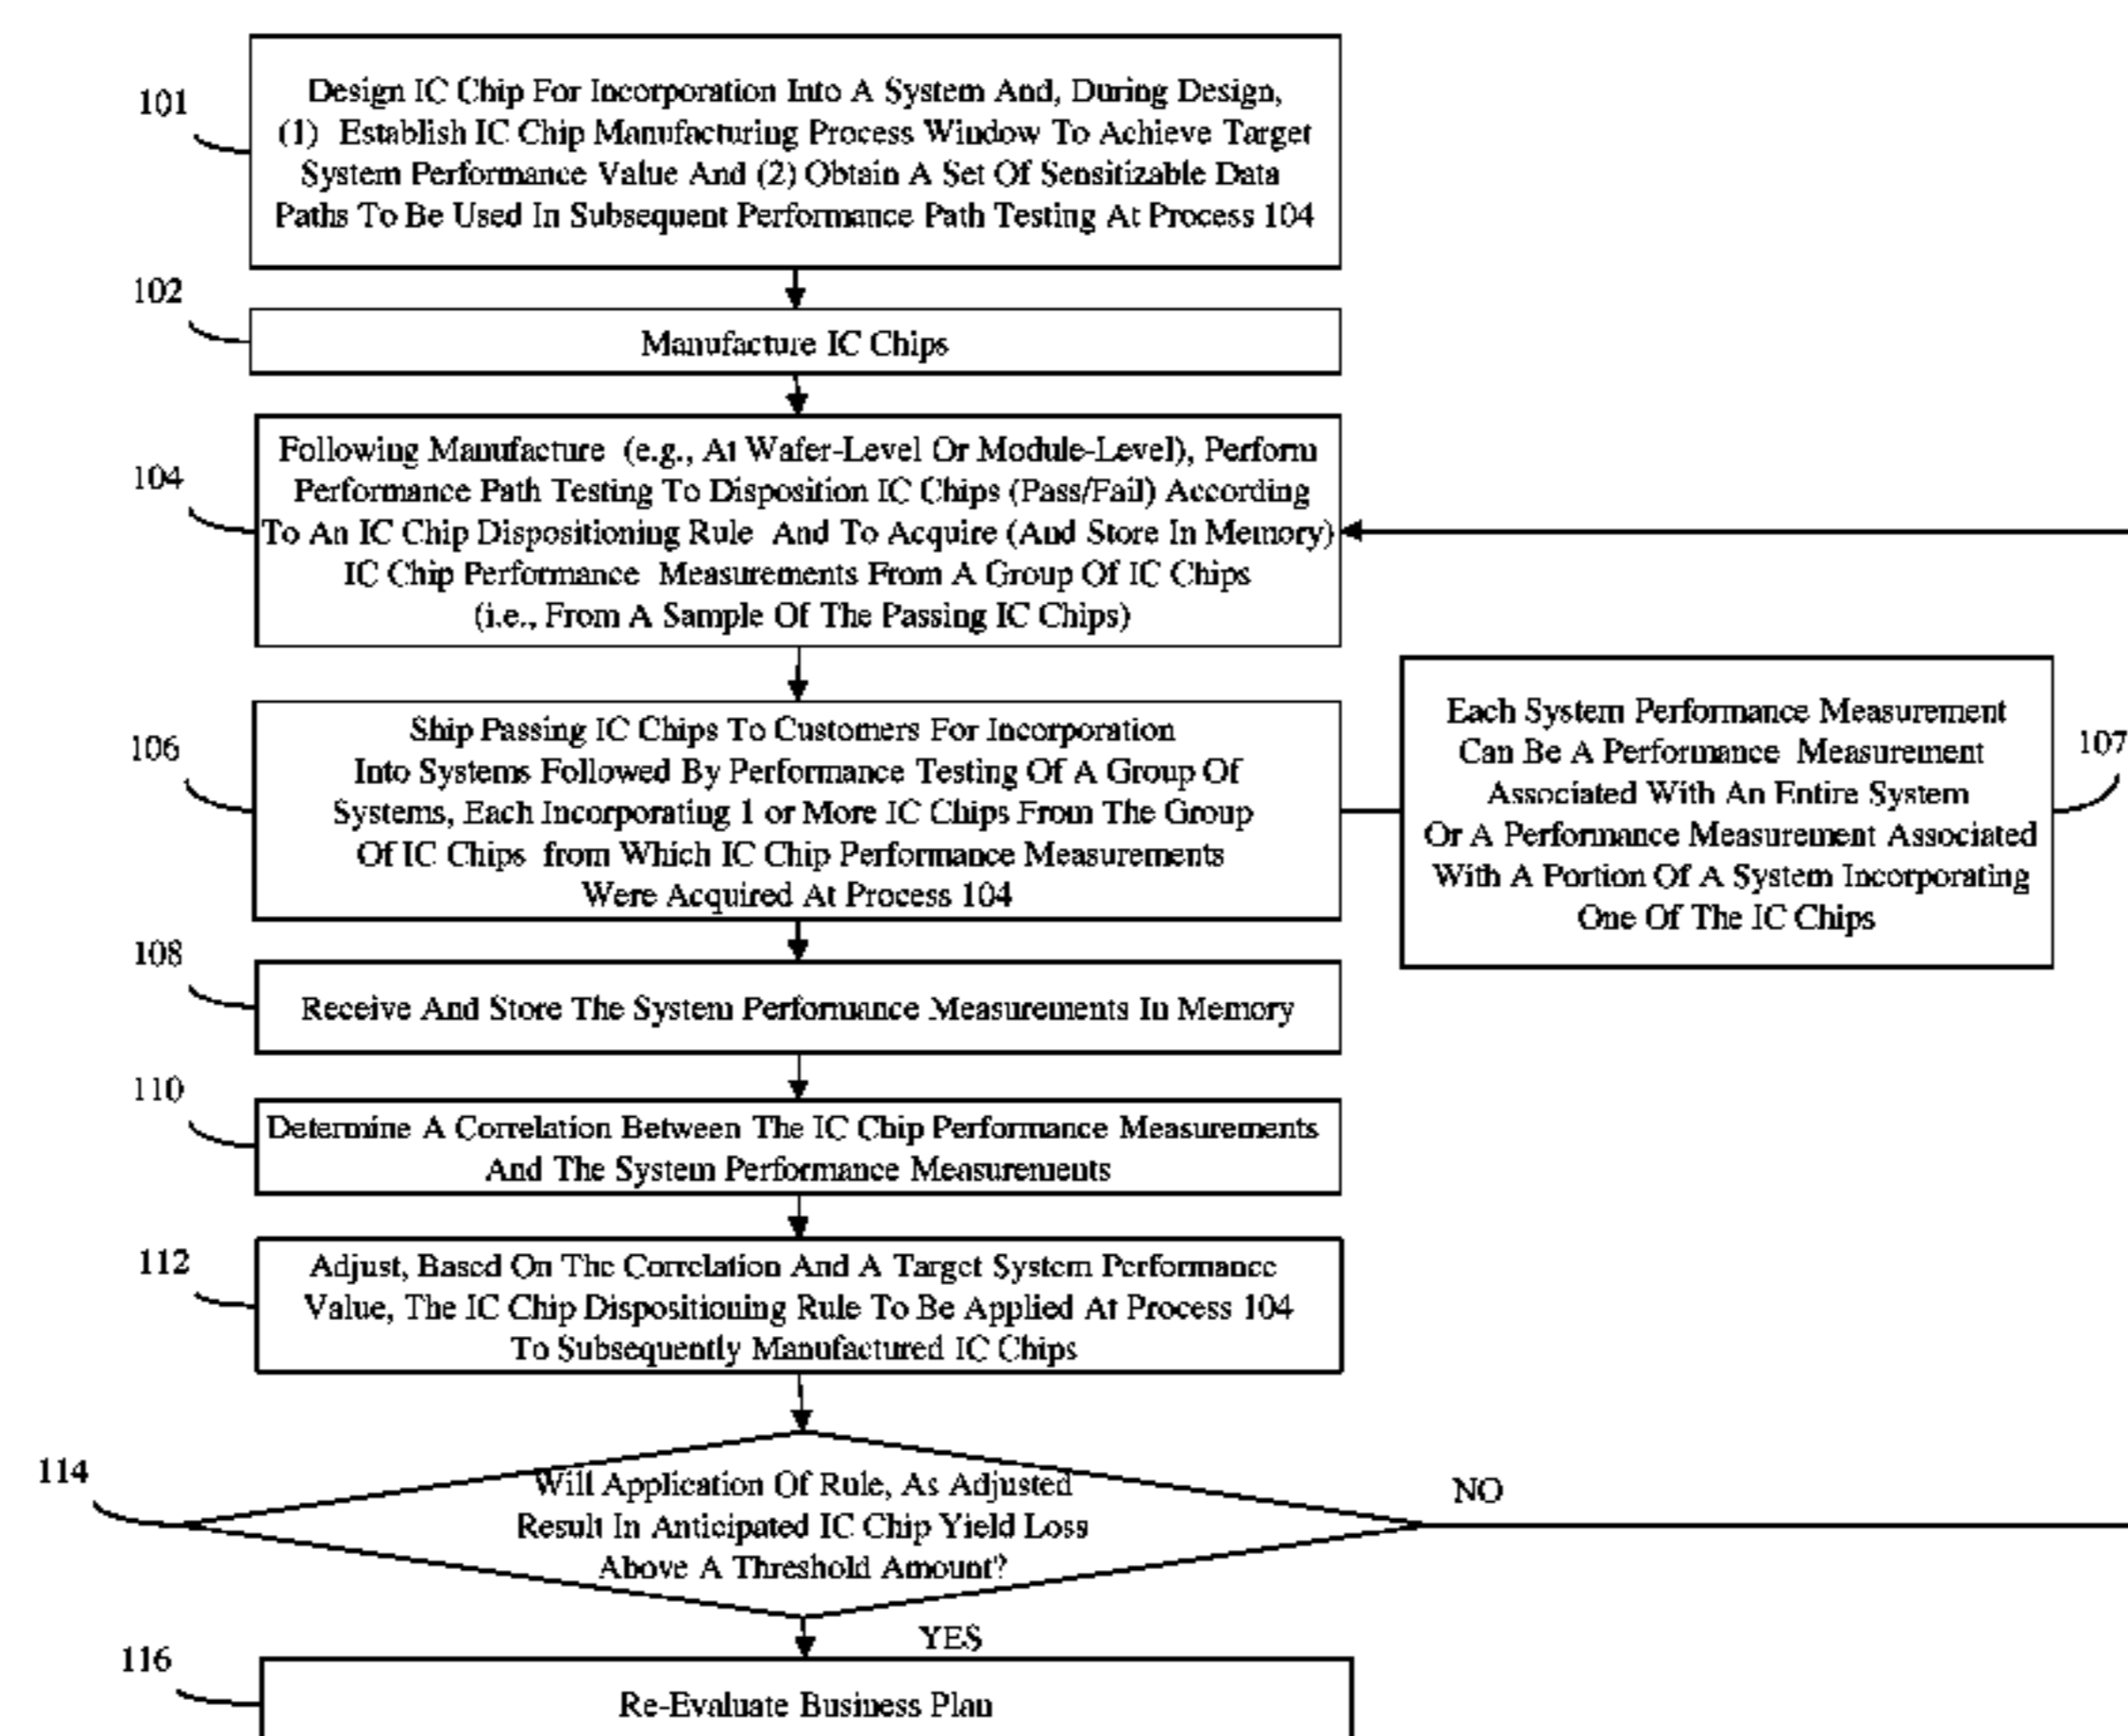 101
Design IC Chip For Incorporation Into A System And, During Design,
(1) Establish IC Chip Manufacturing Process Window To Achieve Target
System Performance Value And (2) Obtain A Set Of Sensitizable Data
Paths To Be Used In Subsequent Performance Path Testing At Process 104
102
Manufacture IC Chips
104
Following Manufacture (e.g., At Wafer-Level Or Module-Level), Perform
Performance Path Testing To Disposition IC Chips (Pass/Fail) According
To An IC Chip Dispositioning Rule And To Acquire (And Store In Memory)
IC Chip Performance Measurements From A Group Of IC Chips
(i.e., From A Sample Of The Passing IC Chips)
106
Ship Passing IC Chips To Customers For Incorporation
Into Systems Followed By Performance Testing Of A Group Of
Systems, Each Incorporating 1 or More IC Chips From The Group
Of IC Chips from Which IC Chip Performance Measurements
Were Acquired At Process 104
Each System Performance Measurement
Can Be A Performance Measurement
Associated With An Entire System
Or A Performance Measurement Associated
With A Portion Of A System Incorporating
One Of The IC Chips
107
108
Receive And Store The System Performance Measurements In Memory
110
Determine A Correlation Between The IC Chip Performance Measurements
And The System Performance Measurements
112
Adjust, Based On The Correlation And A Target System Performance
Value, The IC Chip Dispositioning Rule To Be Applied At Process 104
To Subsequently Manufactured IC Chips
114
Will Application Of Rule, As Adjusted
Result In Anticipated IC Chip Yield Loss
Above A Threshold Amount?
NO
YES
116
Re-Evaluate Business Plan